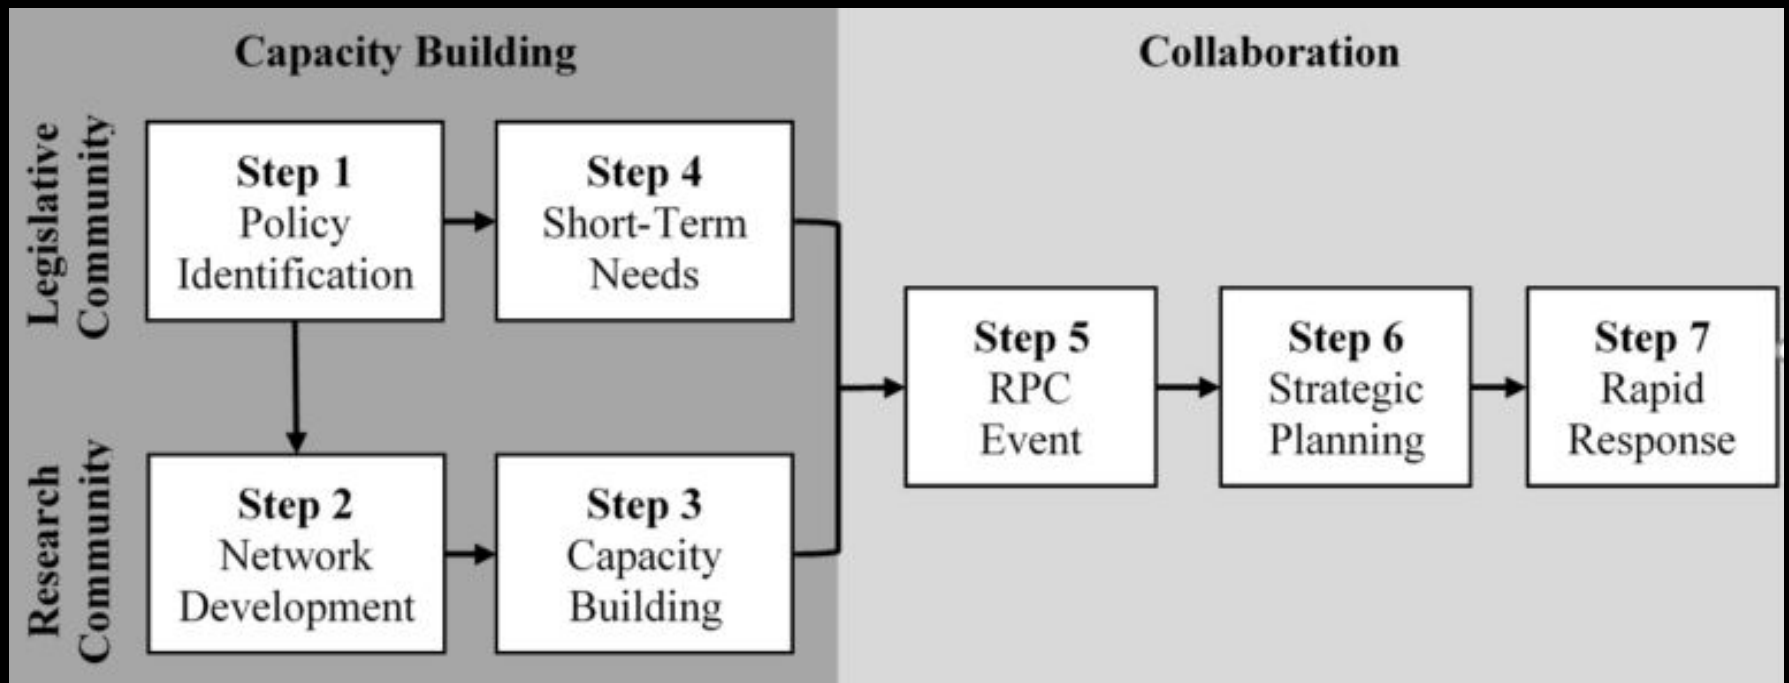 Capacity Building
Collaboration
Legislative
Community
Step 1
Policy
Identification
Step 4
Short-Term
Needs
Research
Community
Step 2
Network
Development
Step 3
Capacity
Building
Step 5
RPC
Event
Step 6
Strategic
Planning
Step 7
Rapid
Response